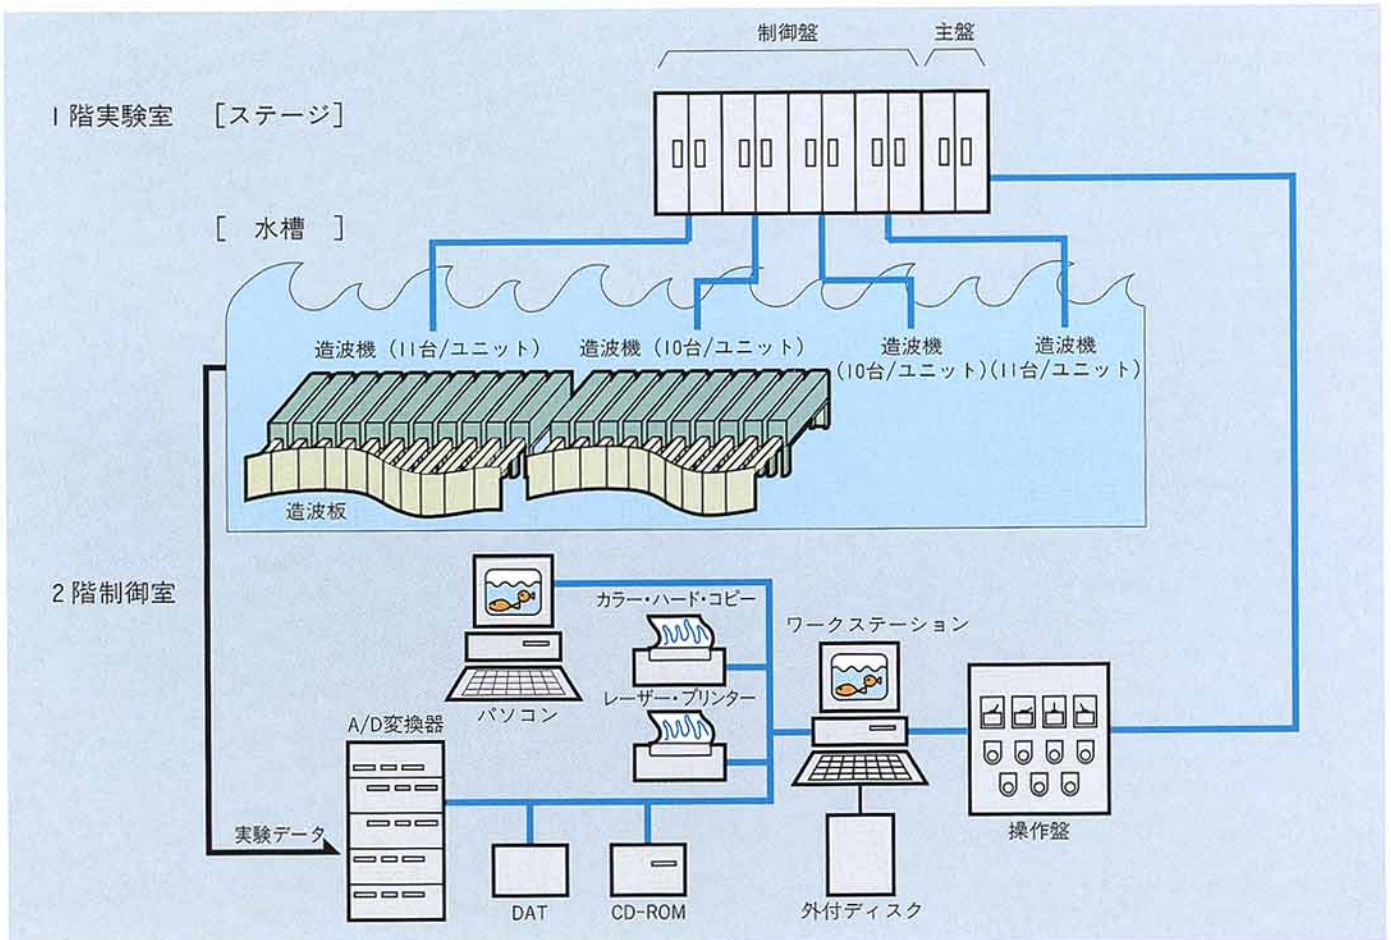 制御盤 主盤
1階実験室 [ステージ]
[ 水槽 ]
造波機 (11台/ユニット) 造波機 (10台/ユニット) 造波機 造波機
(10台/ユニット)(11台/ユニット)
造波板
2階制御室
カラー・ハード・コピー
ワークステーション
レーザー・プリンター
パソコン
A/D変換器
実験データ
操作盤
DAT CD-ROM 外付ディスク